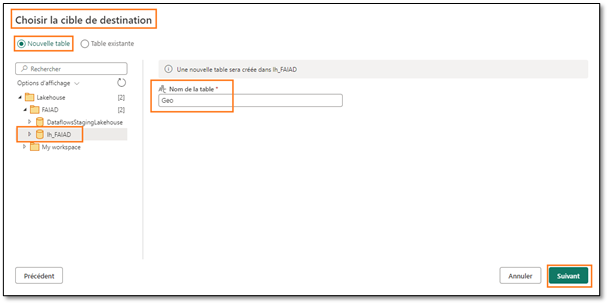 Choisir la cible de destination
Nouvelle table
Table existante
Rechercher
Options d'affichage
Lakehouse [2]
FAIAD [2]
DataflowsStagingLakehouse
lh_FAIAD
My workspace
Une nouvelle table sera créée dans lh_FAIAD
Nom de la table *
Geo
Précédent
Annuler
Suivant